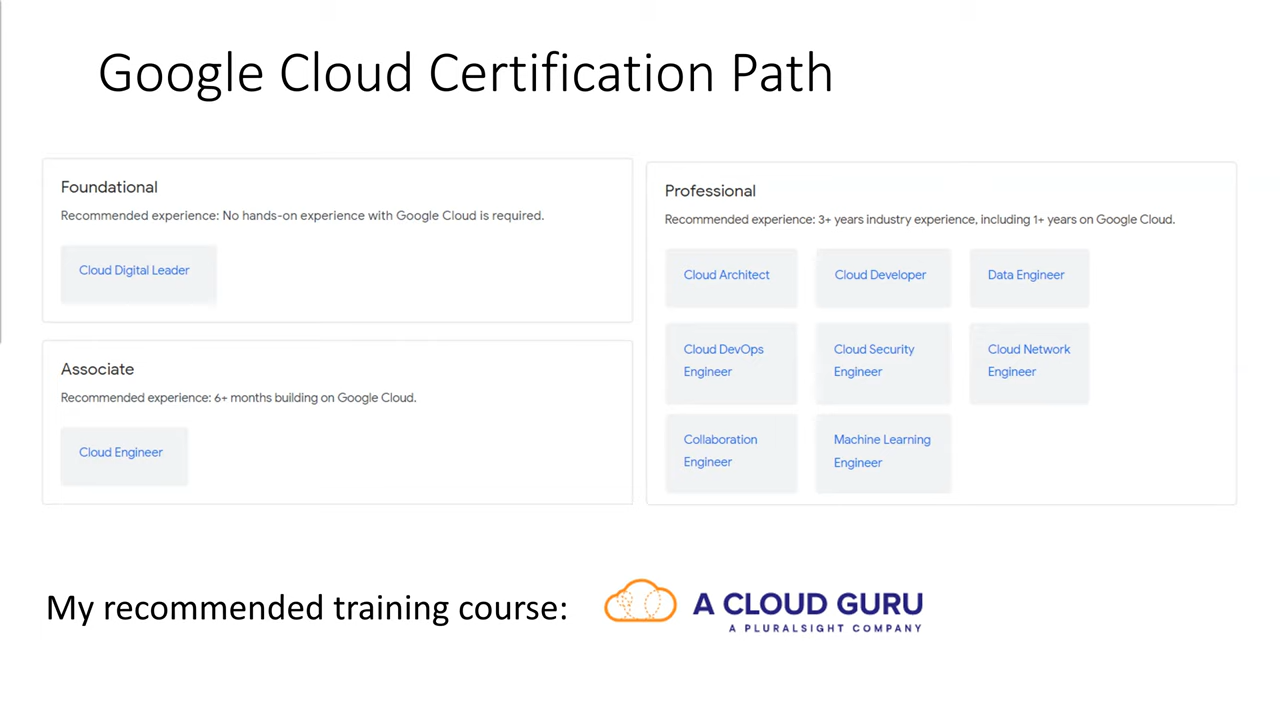 Google Cloud Certification Path
Foundational
Recommended experience: No hands-on experience with Google Cloud is required.
Cloud Digital Leader
Associate
Recommended experience: 6+ months building on Google Cloud.
Cloud Engineer
Professional
Recommended experience: 3+ years industry experience, including 1+ years on Google Cloud.
Cloud Architect
Cloud Developer
Data Engineer
Cloud DevOps
Engineer
Cloud Security
Engineer
Cloud Network
Engineer
Collaboration
Engineer
Machine Learning
Engineer
My recommended training course:
A CLOUD GURU
A PLURALSIGHT COMPANY